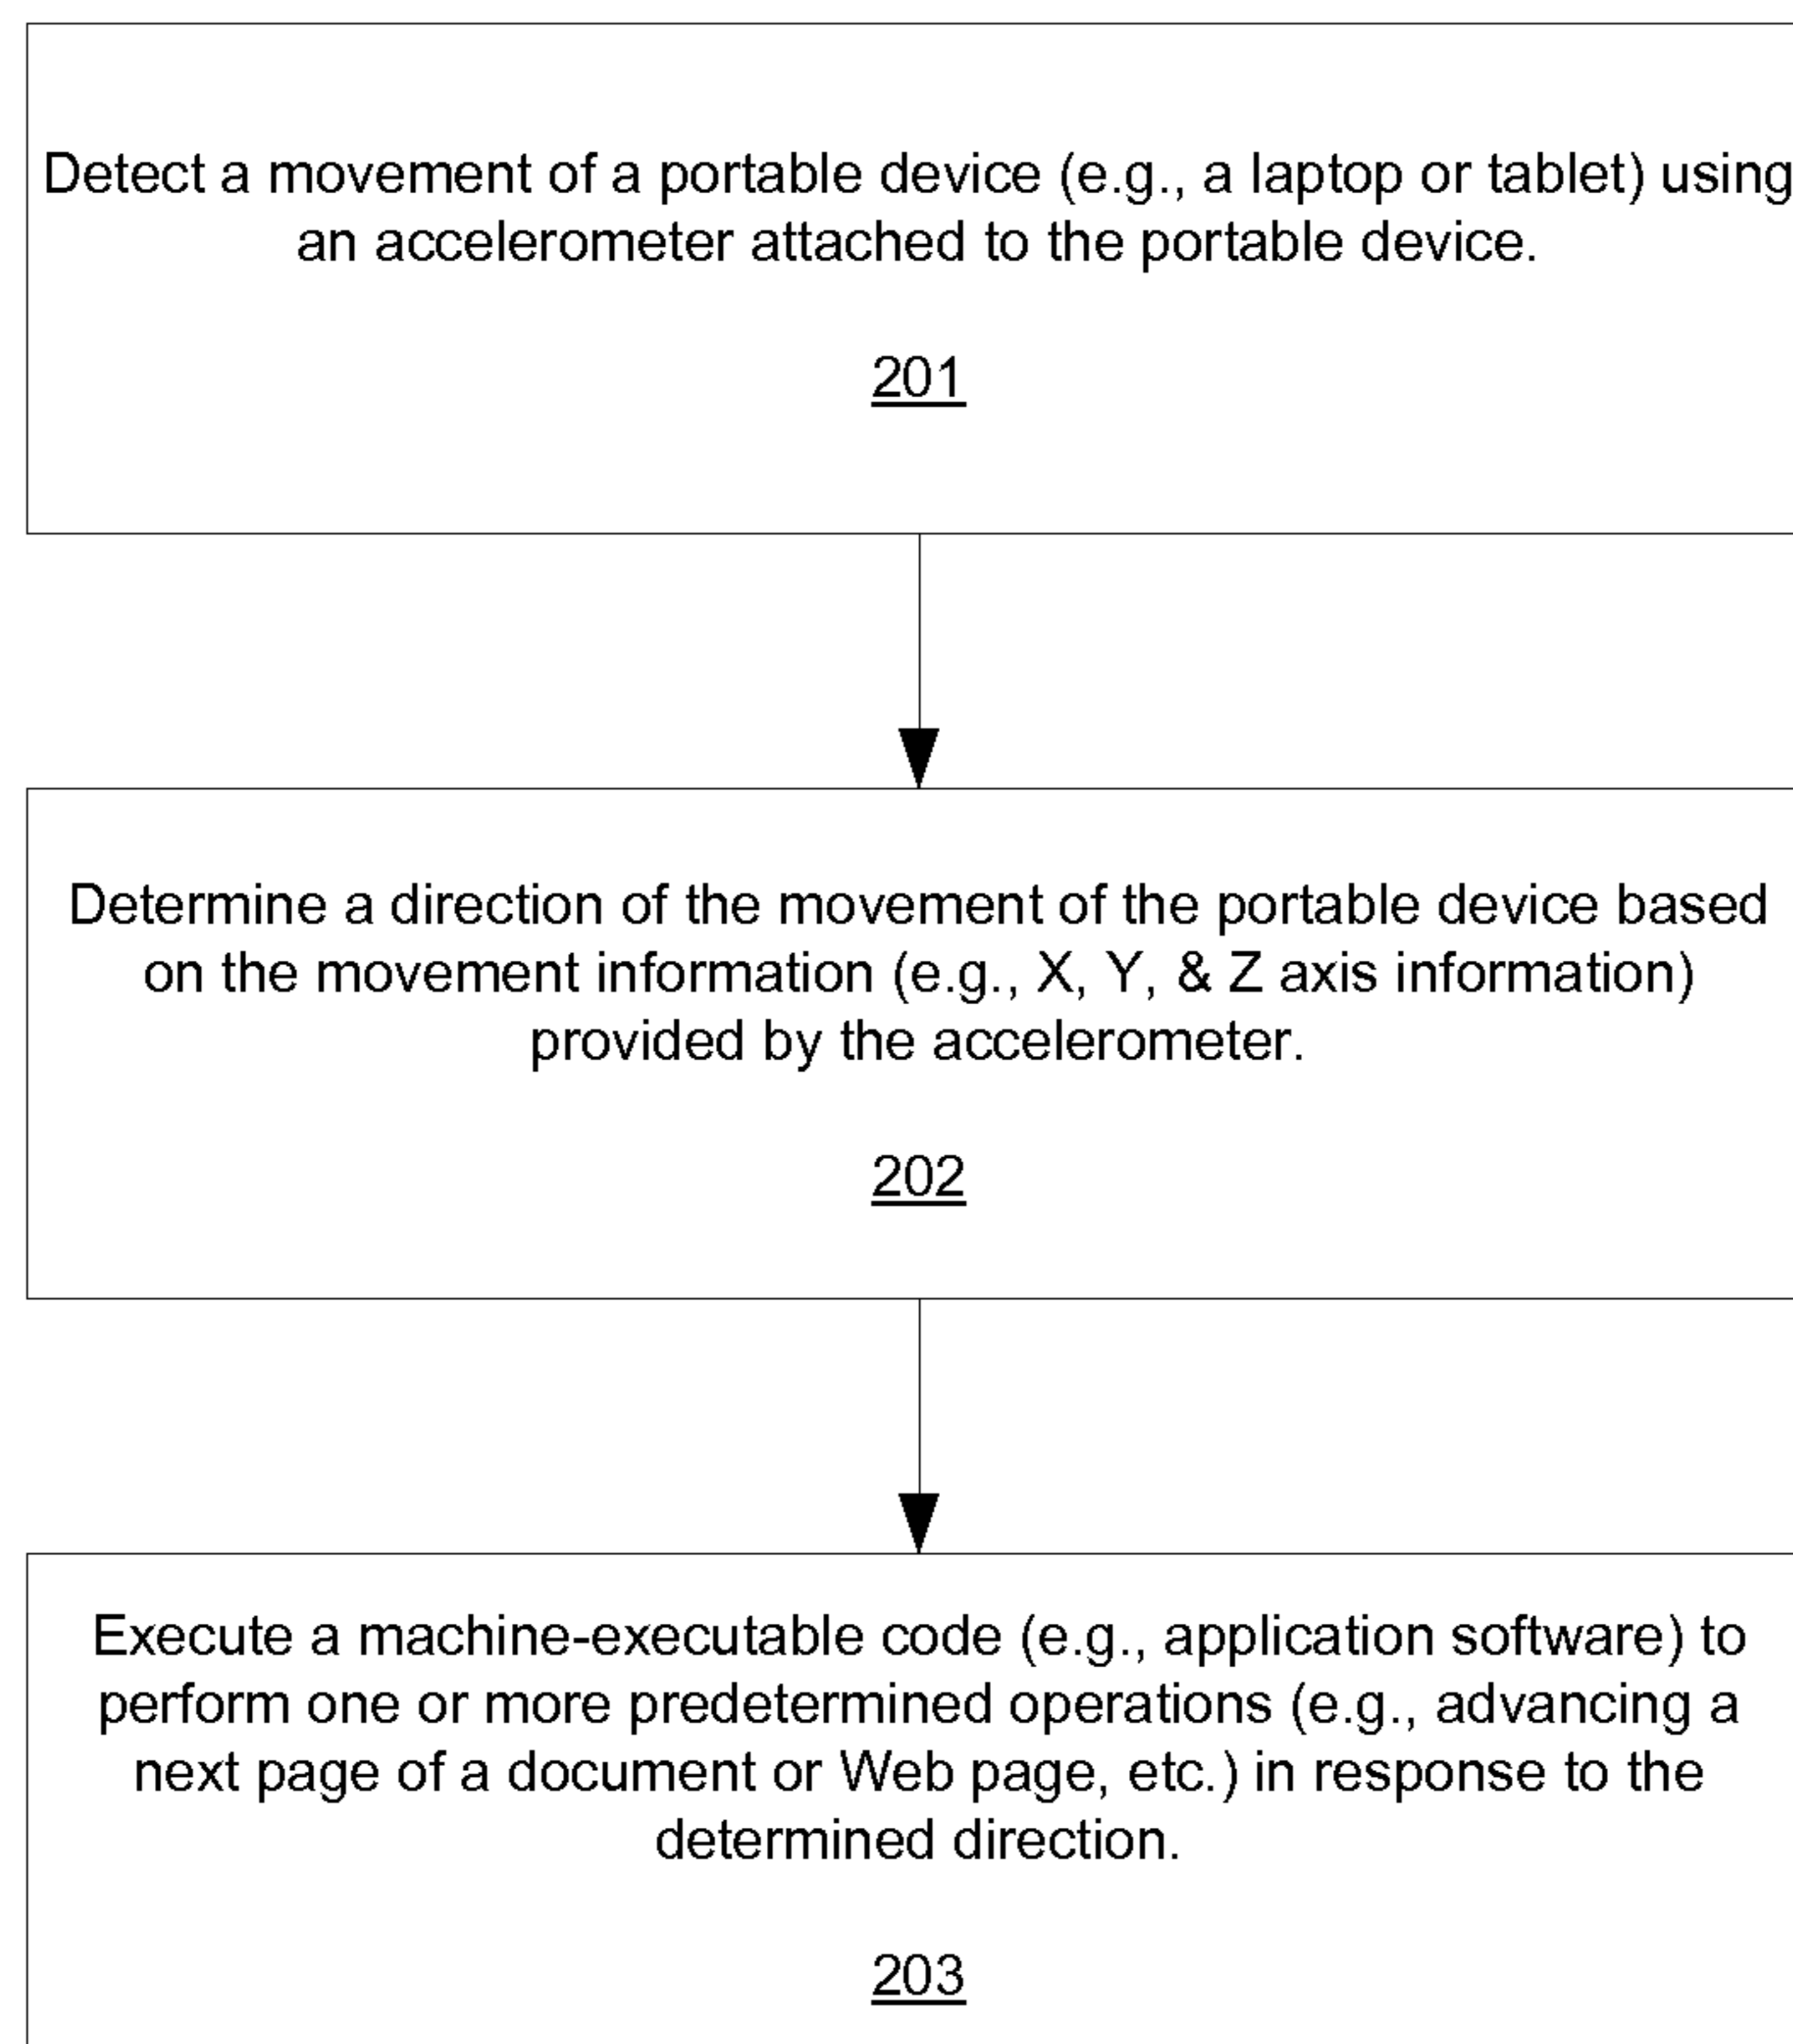 Detect a movement of a portable device (e.g., a laptop or tablet) using
an accelerometer attached to the portable device.
201
Determine a direction of the movement of the portable device based
on the movement information (e.g., X, Y, & Z axis information)
provided by the accelerometer.
202
Execute a machine-executable code (e.g., application software) to
perform one or more predetermined operations (e.g., advancing a
next page of a document or Web page, etc.) in response to the
determined direction.
203